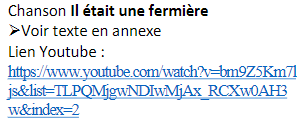 Chanson Il était une fermière
➤Voir texte en annexe
Lien Youtube :
https://www.youtube.com/watch?v=bm9Z5Km7l
js&list=TLPQMjgwNDIwMjAx_RCXw0AH3
w&index=2